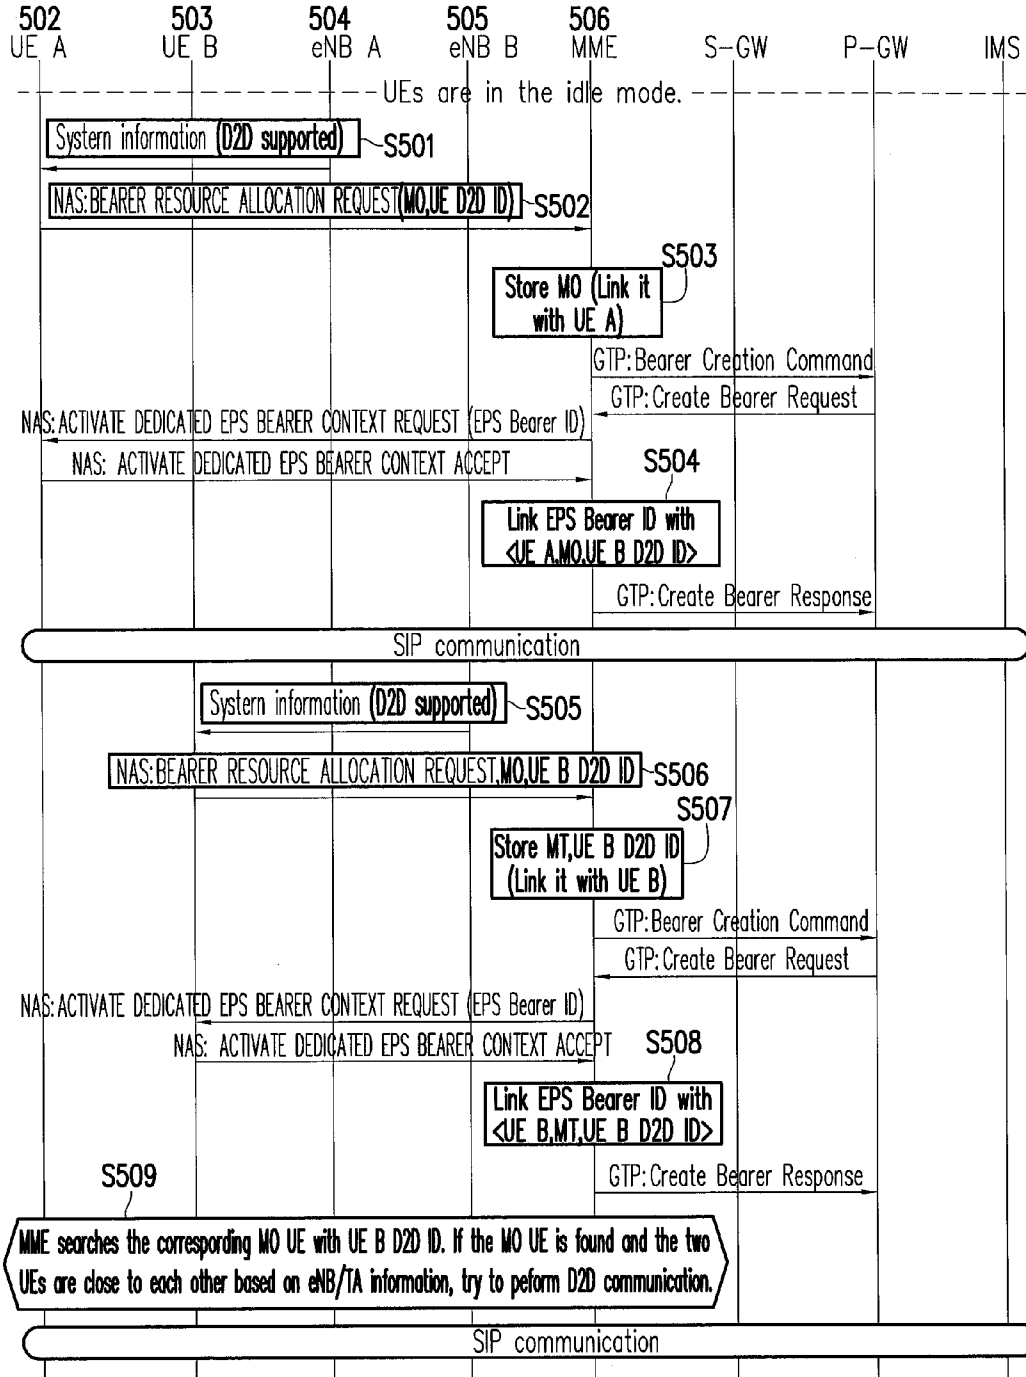 502 503 504 505 506
UE A UE B eNB A eNB B MME S-GW P-GW IMS
UEs are in the idle mode.
System information (D2D supported) S501
NAS:BEARER RESOURCE ALLOCATION REQUEST(MO,UE D2D ID) S502
S503
Store MO (Link it
with UE A)
GTP:Bearer Creation Command
GTP:Create Bearer Request
NAS:ACTIVATE DEDICATED EPS BEARER CONTEXT REQUEST (EPS Bearer ID)
NAS: ACTIVATE DEDICATED EPS BEARER CONTEXT ACCEPT
S504
Link EPS Bearer ID with
<UE A,MO,UE B D2D ID>
GTP:Create Bearer Response
SIP communication
System information (D2D supported) S505
NAS:BEARER RESOURCE ALLOCATION REQUEST,MO,UE B D2D ID S506
S507
Store MT,UE B D2D ID
(Link it with UE B)
GTP:Bearer Creation Command
GTP:Create Bearer Request
NAS:ACTIVATE DEDICATED EPS BEARER CONTEXT REQUEST (EPS Bearer ID)
NAS: ACTIVATE DEDICATED EPS BEARER CONTEXT ACCEPT
S508
Link EPS Bearer ID with
<UE B,MT,UE B D2D ID>
GTP:Create Bearer Response
S509
MME searches the correspording MO UE with UE B D2D ID. If the MO UE is found and the two
UEs are close to each other based on eNB/TA information, try to peform D2D communication.
SIP communication